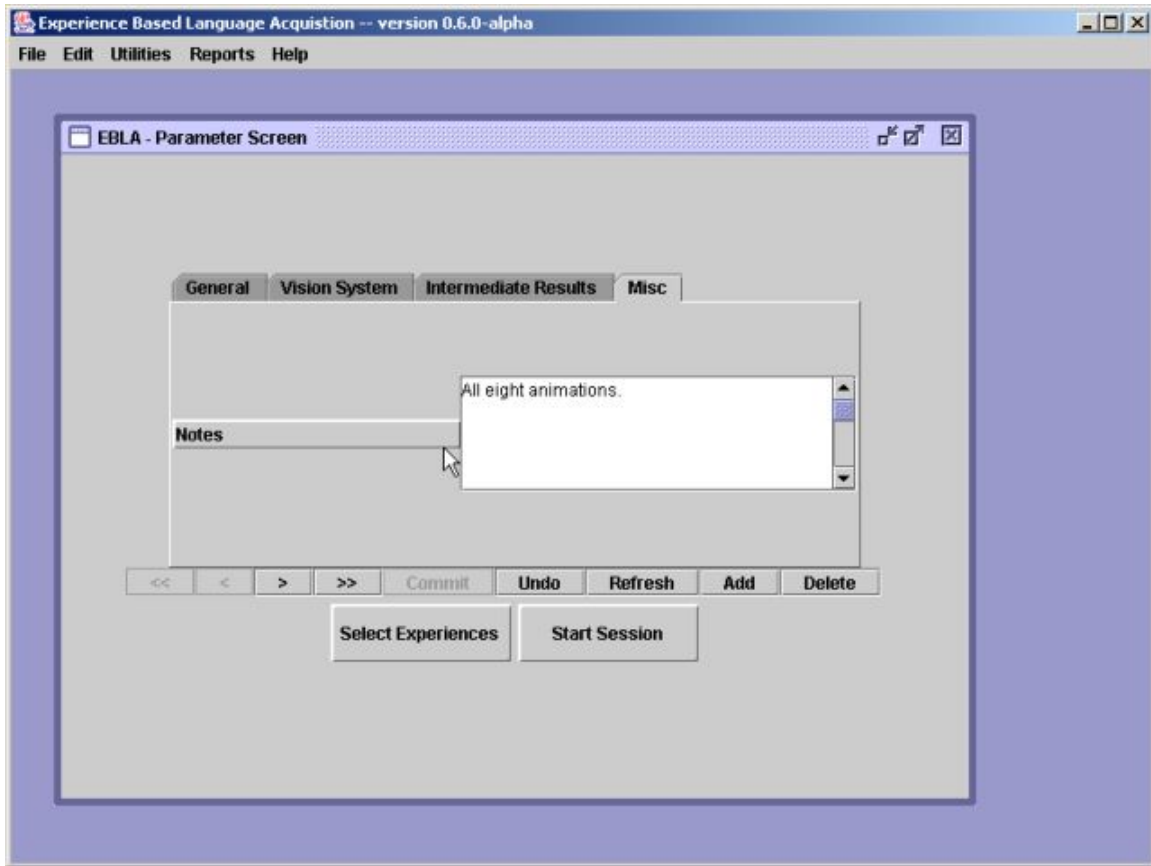 Experience Based Language Acquistion -- version 0.6.0-alpha
File Edit Utilities Reports Help
EBLA - Parameter Screen
General Vision System Intermediate Results Misc
All eight animations.
Notes
<< < > >> Commit Undo Refresh Add Delete
Select Experiences Start Session